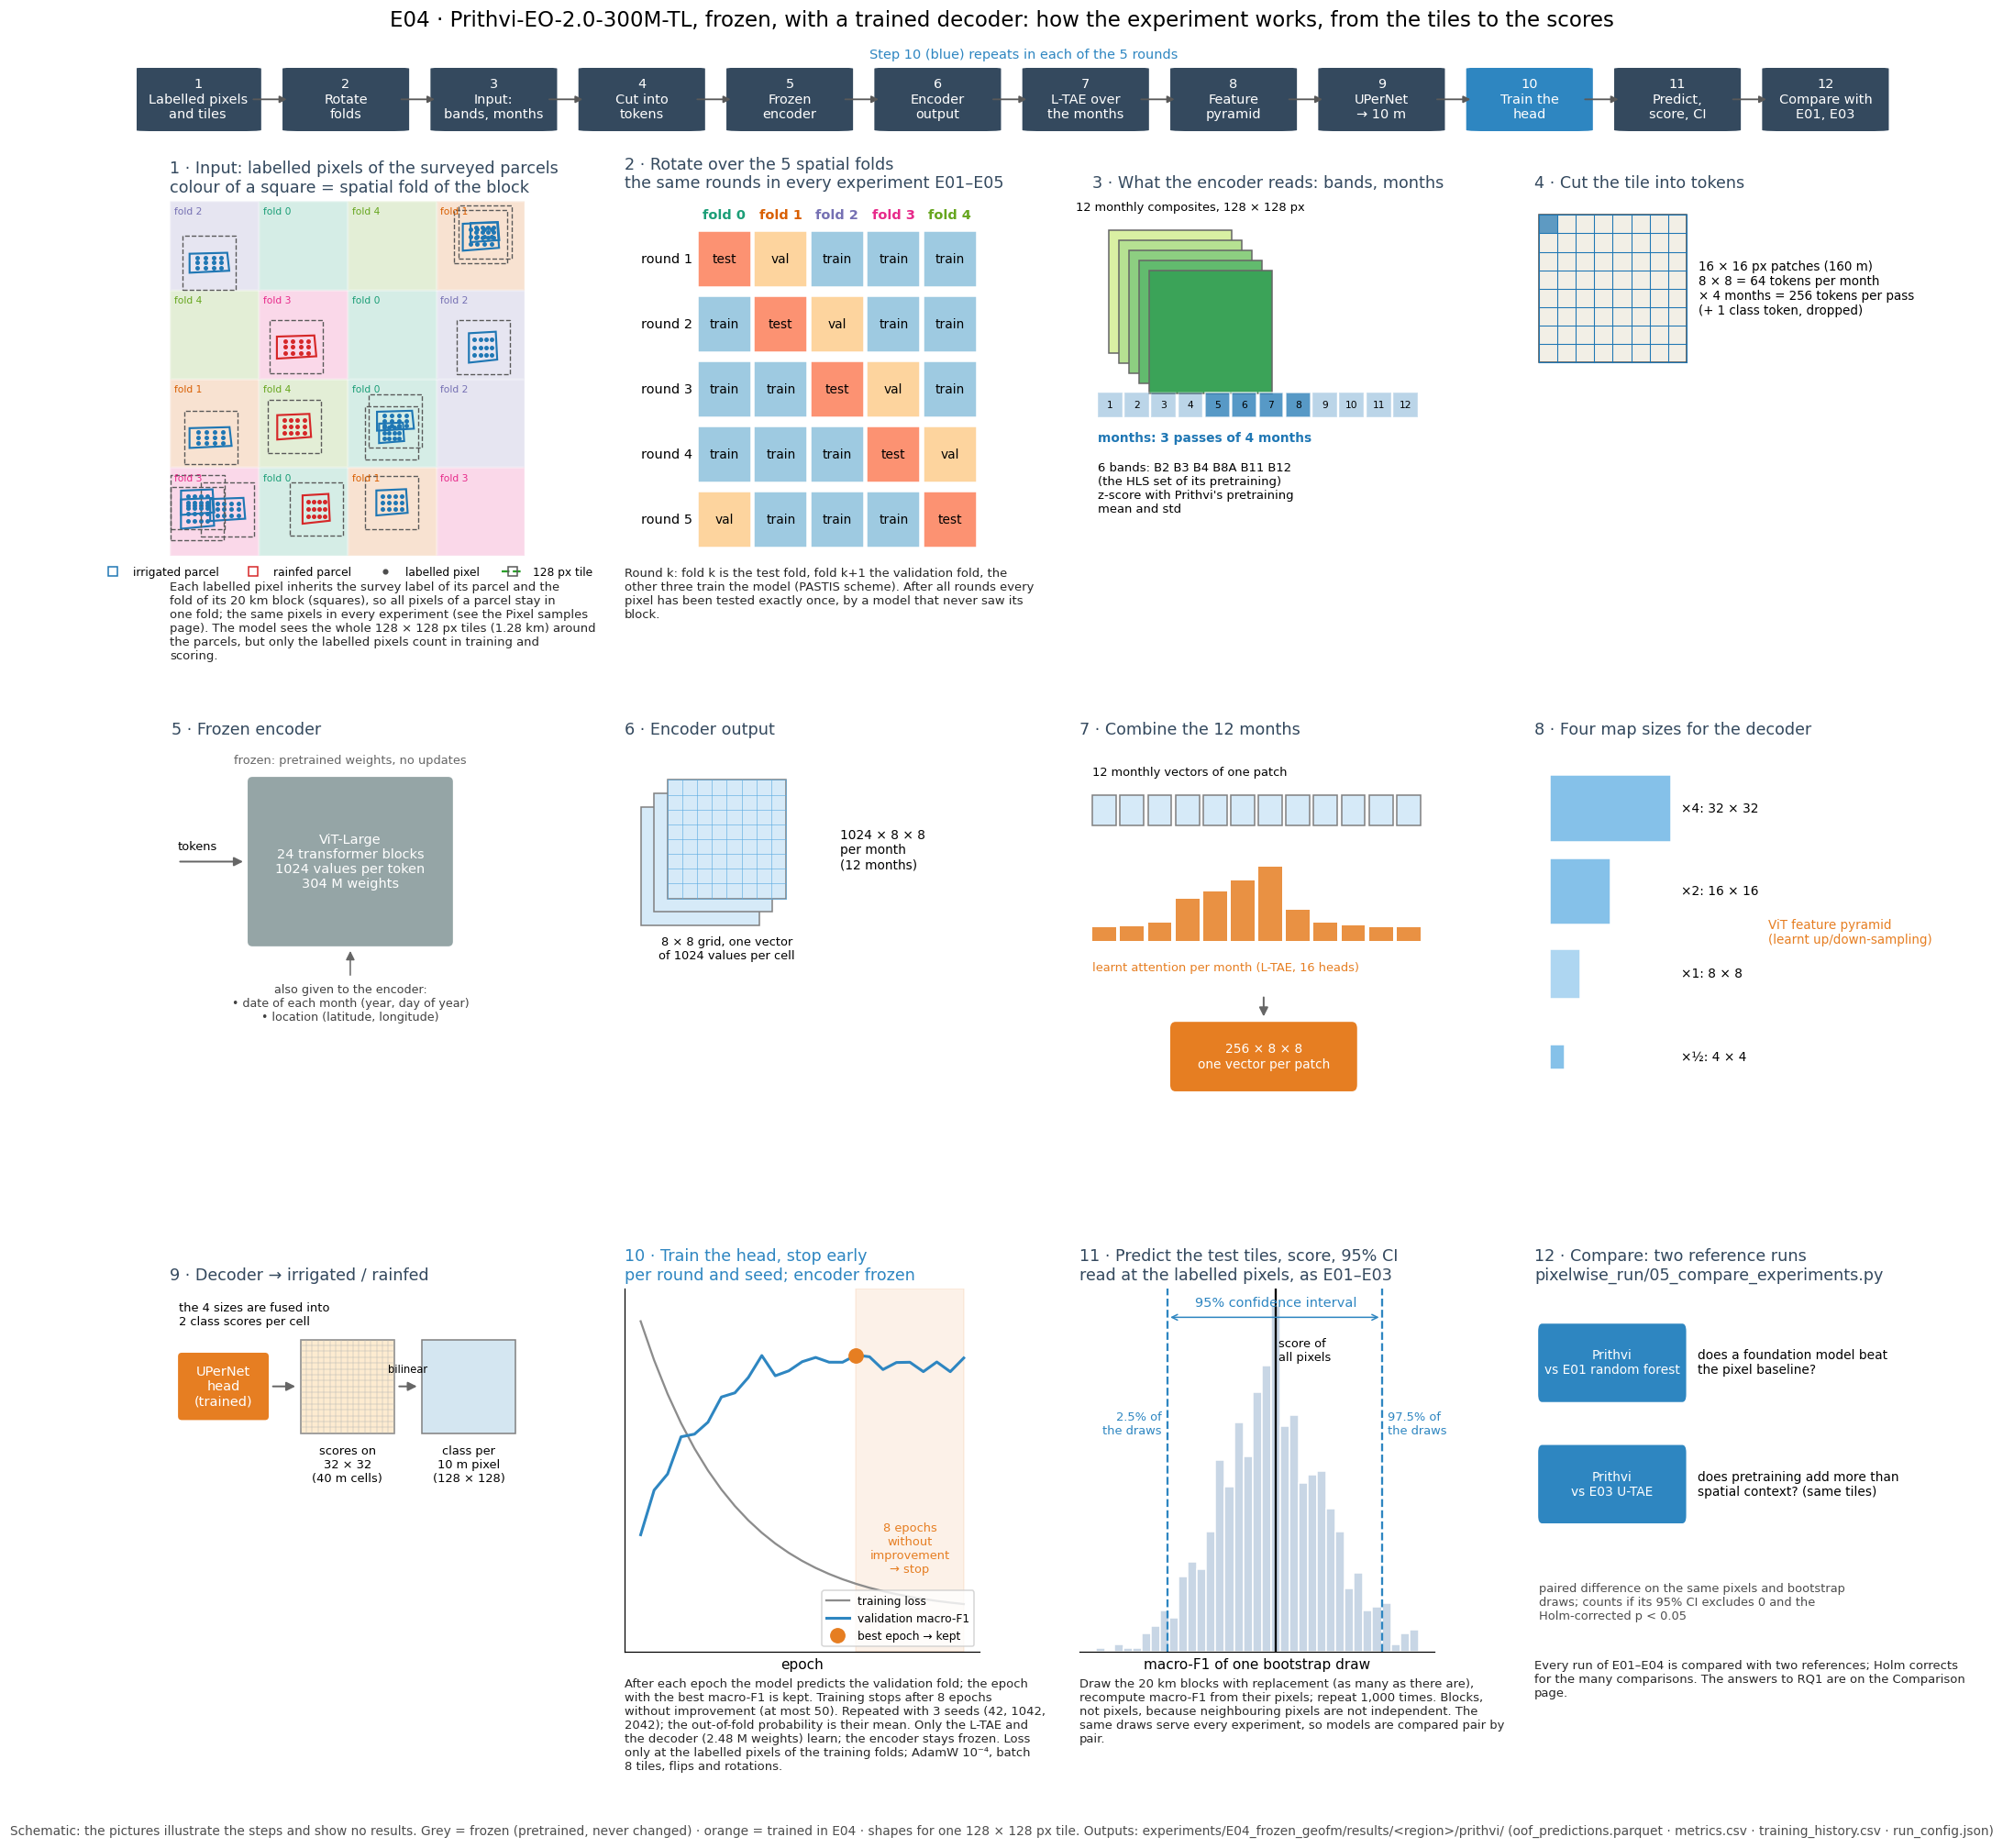 E04 · Prithvi-EO-2.0-300M-TL, frozen, with a trained decoder: how the experiment works, from the tiles to the scores
Step 10 (blue) repeats in each of the 5 rounds
1
Labelled pixels
and tiles
2
Rotate
folds
3
Input:
bands, months
4
Cut into
tokens
5
Frozen
encoder
6
Encoder
output
7
L-TAE over
the months
8
Feature
pyramid
9
UPerNet
→ 10 m
10
Train the
head
11
Predict,
score, CI
12
Compare with
E01, E03
1 · Input: labelled pixels of the surveyed parcels
colour of a square = spatial fold of the block
fold 2
fold 0
fold 4
fold 1
fold 4
fold 3
fold 0
fold 2
fold 1
fold 4
fold 0
fold 2
fold 3
fold 0
fold 1
fold 3
irrigated parcel
rainfed parcel
labelled pixel
128 px tile
Each labelled pixel inherits the survey label of its parcel and the
fold of its 20 km block (squares), so all pixels of a parcel stay in
one fold; the same pixels in every experiment (see the Pixel samples
page). The model sees the whole 128 × 128 px tiles (1.28 km) around
the parcels, but only the labelled pixels count in training and
scoring.
2 · Rotate over the 5 spatial folds
the same rounds in every experiment E01–E05
fold 0 fold 1 fold 2 fold 3 fold 4
round 1 test val train train train
round 2 train test val train train
round 3 train train test val train
round 4 train train train test val
round 5 val train train train test
Round k: fold k is the test fold, fold k+1 the validation fold, the
other three train the model (PASTIS scheme). After all rounds every
pixel has been tested exactly once, by a model that never saw its
block.
3 · What the encoder reads: bands, months
12 monthly composites, 128 × 128 px
1 2 3 4 5 6 7 8 9 10 11 12
months: 3 passes of 4 months
6 bands: B2 B3 B4 B8A B11 B12
(the HLS set of its pretraining)
z-score with Prithvi's pretraining
mean and std
4 · Cut the tile into tokens
16 × 16 px patches (160 m)
8 × 8 = 64 tokens per month
× 4 months = 256 tokens per pass
(+ 1 class token, dropped)
5 · Frozen encoder
frozen: pretrained weights, no updates
tokens
ViT-Large
24 transformer blocks
1024 values per token
304 M weights
also given to the encoder:
• date of each month (year, day of year)
• location (latitude, longitude)
6 · Encoder output
1024 × 8 × 8
per month
(12 months)
8 × 8 grid, one vector
of 1024 values per cell
7 · Combine the 12 months
12 monthly vectors of one patch
learnt attention per month (L-TAE, 16 heads)
256 × 8 × 8
one vector per patch
8 · Four map sizes for the decoder
×4: 32 × 32
×2: 16 × 16
ViT feature pyramid
(learnt up/down-sampling)
×1: 8 × 8
×½: 4 × 4
9 · Decoder → irrigated / rainfed
the 4 sizes are fused into
2 class scores per cell
UPerNet
head
(trained)
bilinear
scores on
32 × 32
(40 m cells)
class per
10 m pixel
(128 × 128)
10 · Train the head, stop early
per round and seed; encoder frozen
8 epochs
without
improvement
→ stop
training loss
validation macro-F1
best epoch → kept
epoch
After each epoch the model predicts the validation fold; the epoch
with the best macro-F1 is kept. Training stops after 8 epochs
without improvement (at most 50). Repeated with 3 seeds (42, 1042,
2042); the out-of-fold probability is their mean. Only the L-TAE and
the decoder (2.48 M weights) learn; the encoder stays frozen. Loss
only at the labelled pixels of the training folds; AdamW 10⁻⁴, batch
8 tiles, flips and rotations.
11 · Predict the test tiles, score, 95% CI
read at the labelled pixels, as E01–E03
95% confidence interval
score of
all pixels
2.5% of
the draws
97.5% of
the draws
macro-F1 of one bootstrap draw
Draw the 20 km blocks with replacement (as many as there are),
recompute macro-F1 from their pixels; repeat 1,000 times. Blocks,
not pixels, because neighbouring pixels are not independent. The
same draws serve every experiment, so models are compared pair by
pair.
12 · Compare: two reference runs
pixelwise_run/05_compare_experiments.py
Prithvi
vs E01 random forest
does a foundation model beat
the pixel baseline?
Prithvi
vs E03 U-TAE
does pretraining add more than
spatial context? (same tiles)
paired difference on the same pixels and bootstrap
draws; counts if its 95% CI excludes 0 and the
Holm-corrected p < 0.05
Every run of E01–E04 is compared with two references; Holm corrects
for the many comparisons. The answers to RQ1 are on the Comparison
page.
Schematic: the pictures illustrate the steps and show no results. Grey = frozen (pretrained, never changed) · orange = trained in E04 · shapes for one 128 × 128 px tile. Outputs: experiments/E04_frozen_geofm/results/<region>/prithvi/ (oof_predictions.parquet · metrics.csv · training_history.csv · run_config.json)